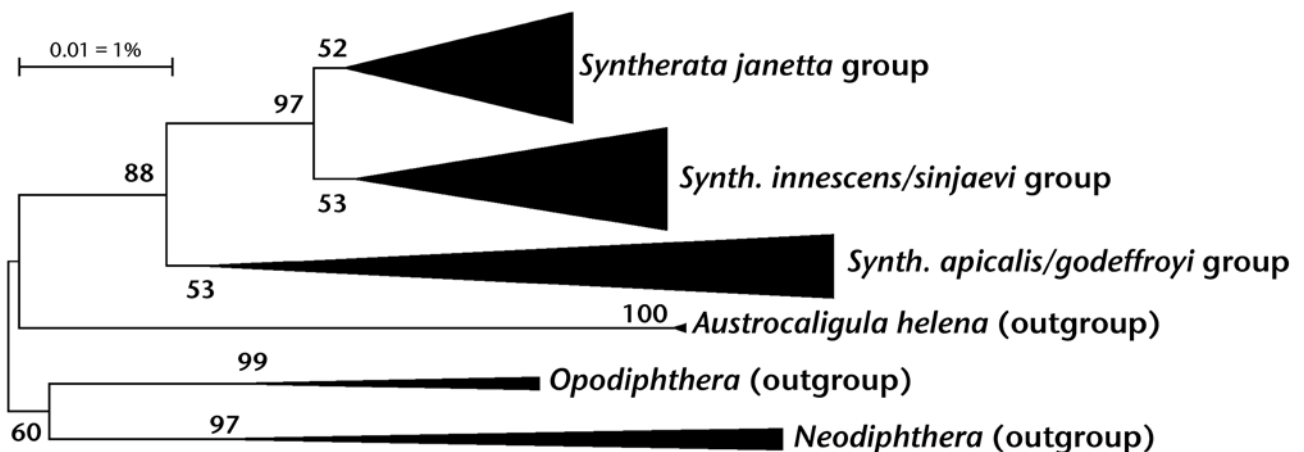 0.01 = 1%
52
Syntherata janetta group
97
Synth. innescens/sinjaevi group
53
88
Synth. apicalis/godeffroyi group
53
100
Austrocaligula helena (outgroup)
99
Opodiphthera (outgroup)
97
Neodiphthera (outgroup)
60